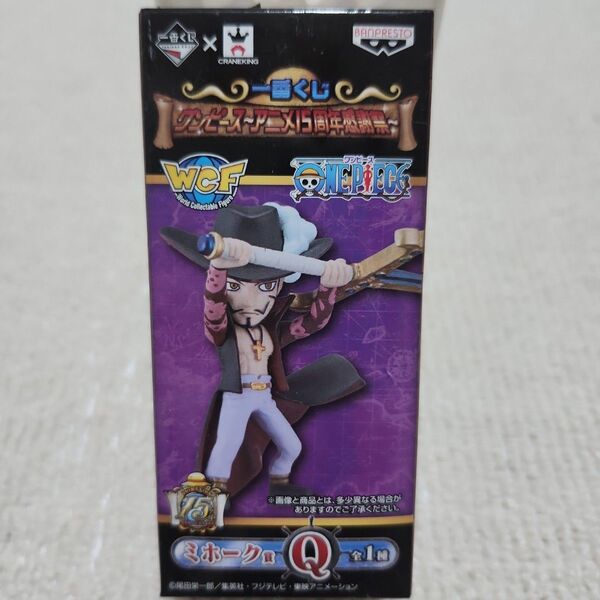 一番くじ × CRANEKING
BANPRESTO
一番くじ
ワンピース~アニメ15周年感謝祭~
WCF
World Collectable Figure
ワンピース
ONE PIECE
※画像と商品とは、多少異なる場合が
ありますのでご了承ください。
15
ミホーク賞 Q 全1種
©尾田栄一郎/集英社・フジテレビ・東映アニメーション